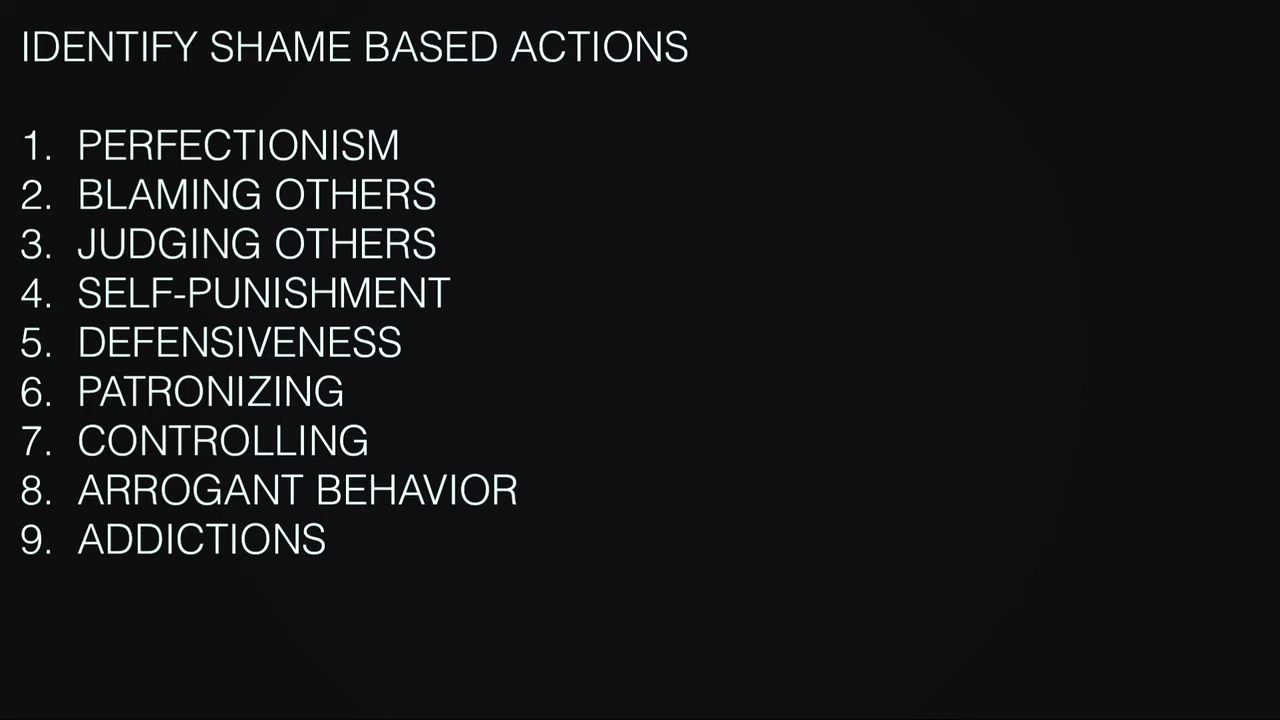 IDENTIFY SHAME BASED ACTIONS
1. PERFECTIONISM
2. BLAMING OTHERS
3. JUDGING OTHERS
4. SELF-PUNISHMENT
5. DEFENSIVENESS
6. PATRONIZING
7. CONTROLLING
8. ARROGANT BEHAVIOR
9. ADDICTIONS